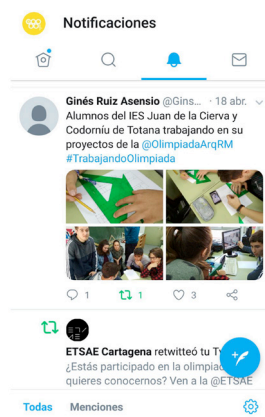 Notificaciones
Ginés Ruiz Asensio @Gins... · 18 abr.
Alumnos del IES Juan de la Cierva y
Codorníu de Totana trabajando en su
proyectos de la @OlimpiadaArqRM
#TrabajandoOlimpiada
1 1 3
ETSAE Cartagena retwitteó tu Tw
¿Estás participado en la olimpiad
quieres conocernos? Ven a la @ETSAE
Todas Menciones